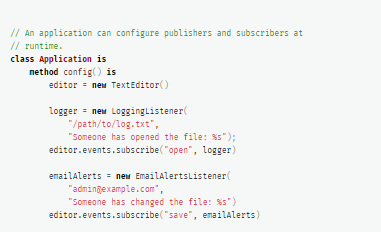 // An application can configure publishers and subscribers at
// runtime.
class Application is
    method config() is
        editor = new TextEditor()

        logger = new LoggingListener(
            "/path/to/log.txt",
            "Someone has opened the file: %s");
        editor.events.subscribe("open", logger)

        emailAlerts = new EmailAlertsListener(
            "admin@example.com",
            "Someone has changed the file: %s")
        editor.events.subscribe("save", emailAlerts)